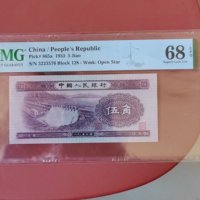 PMG
China / People's Republic
Pick# 865a 1953 5 Jiao
S/N 3223576 Block 128 - Wmk: Open Star
68 EPQ
中国人民银行
伍角